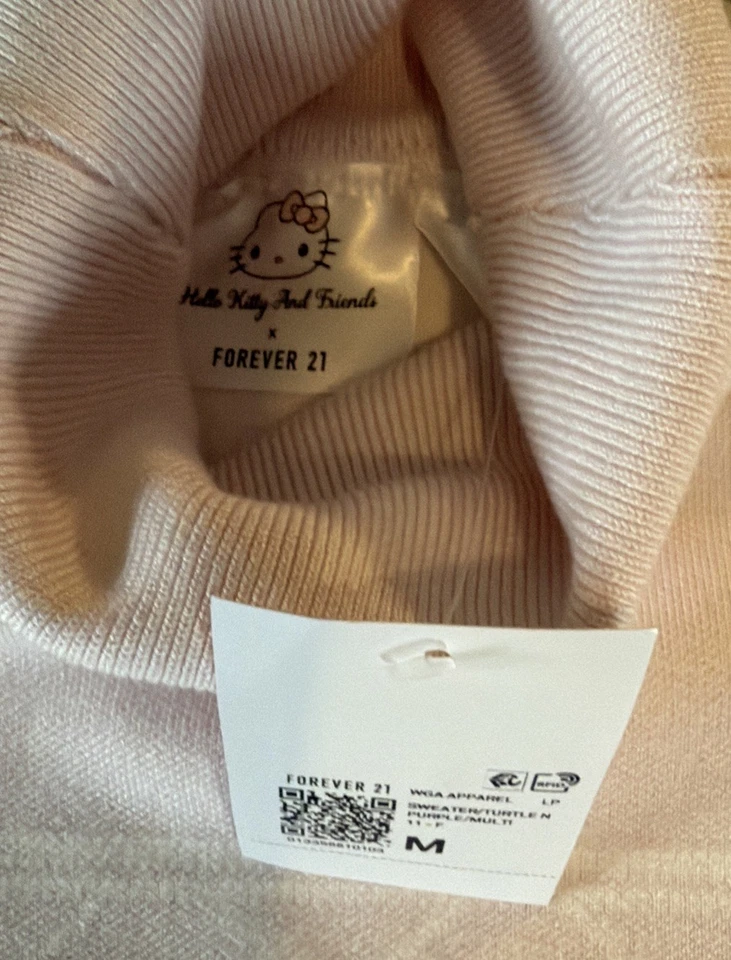 Hello Kitty And Friends
x
FOREVER 21
FOREVER 21
WGA APPAREL LP
SWEATER/TURTLE N
PURPLE/MULTI
11 - F
M